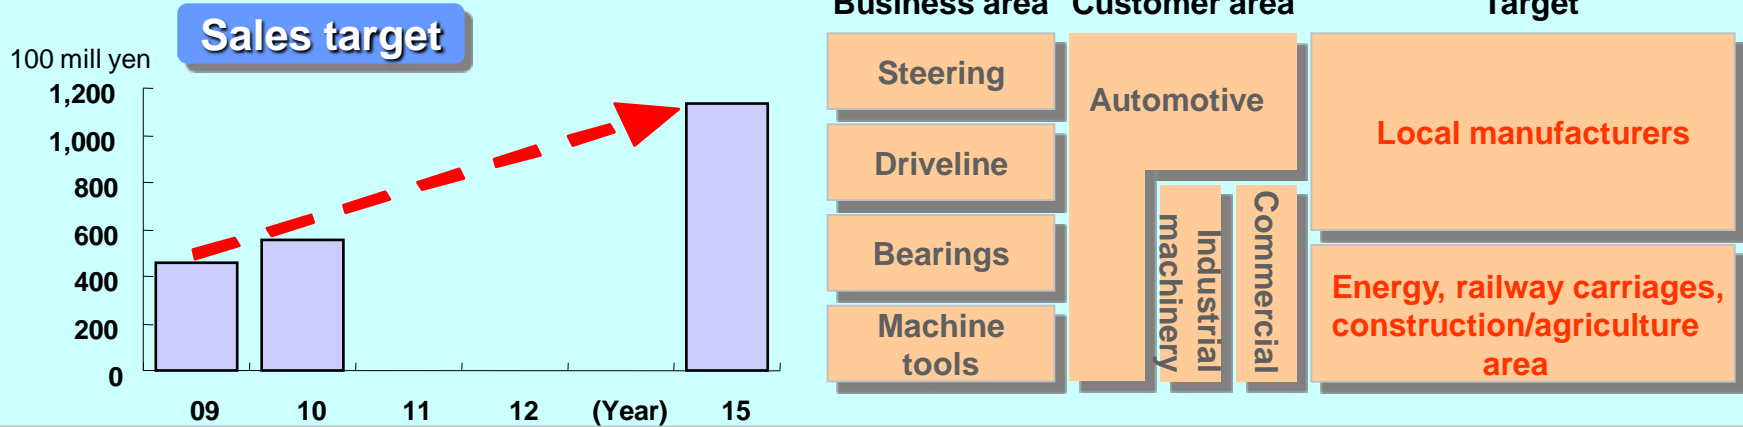 Sales target
100 mill yen
1,200
1,000
800
600
400
200
0
09
10
11
12
(Year)
15
Business area
Customer area
Target
Steering
Driveline
Bearings
Machine
tools
Automotive
Industrial
machinery
Commercial
Local manufacturers
Energy, railway carriages,
construction/agriculture
area